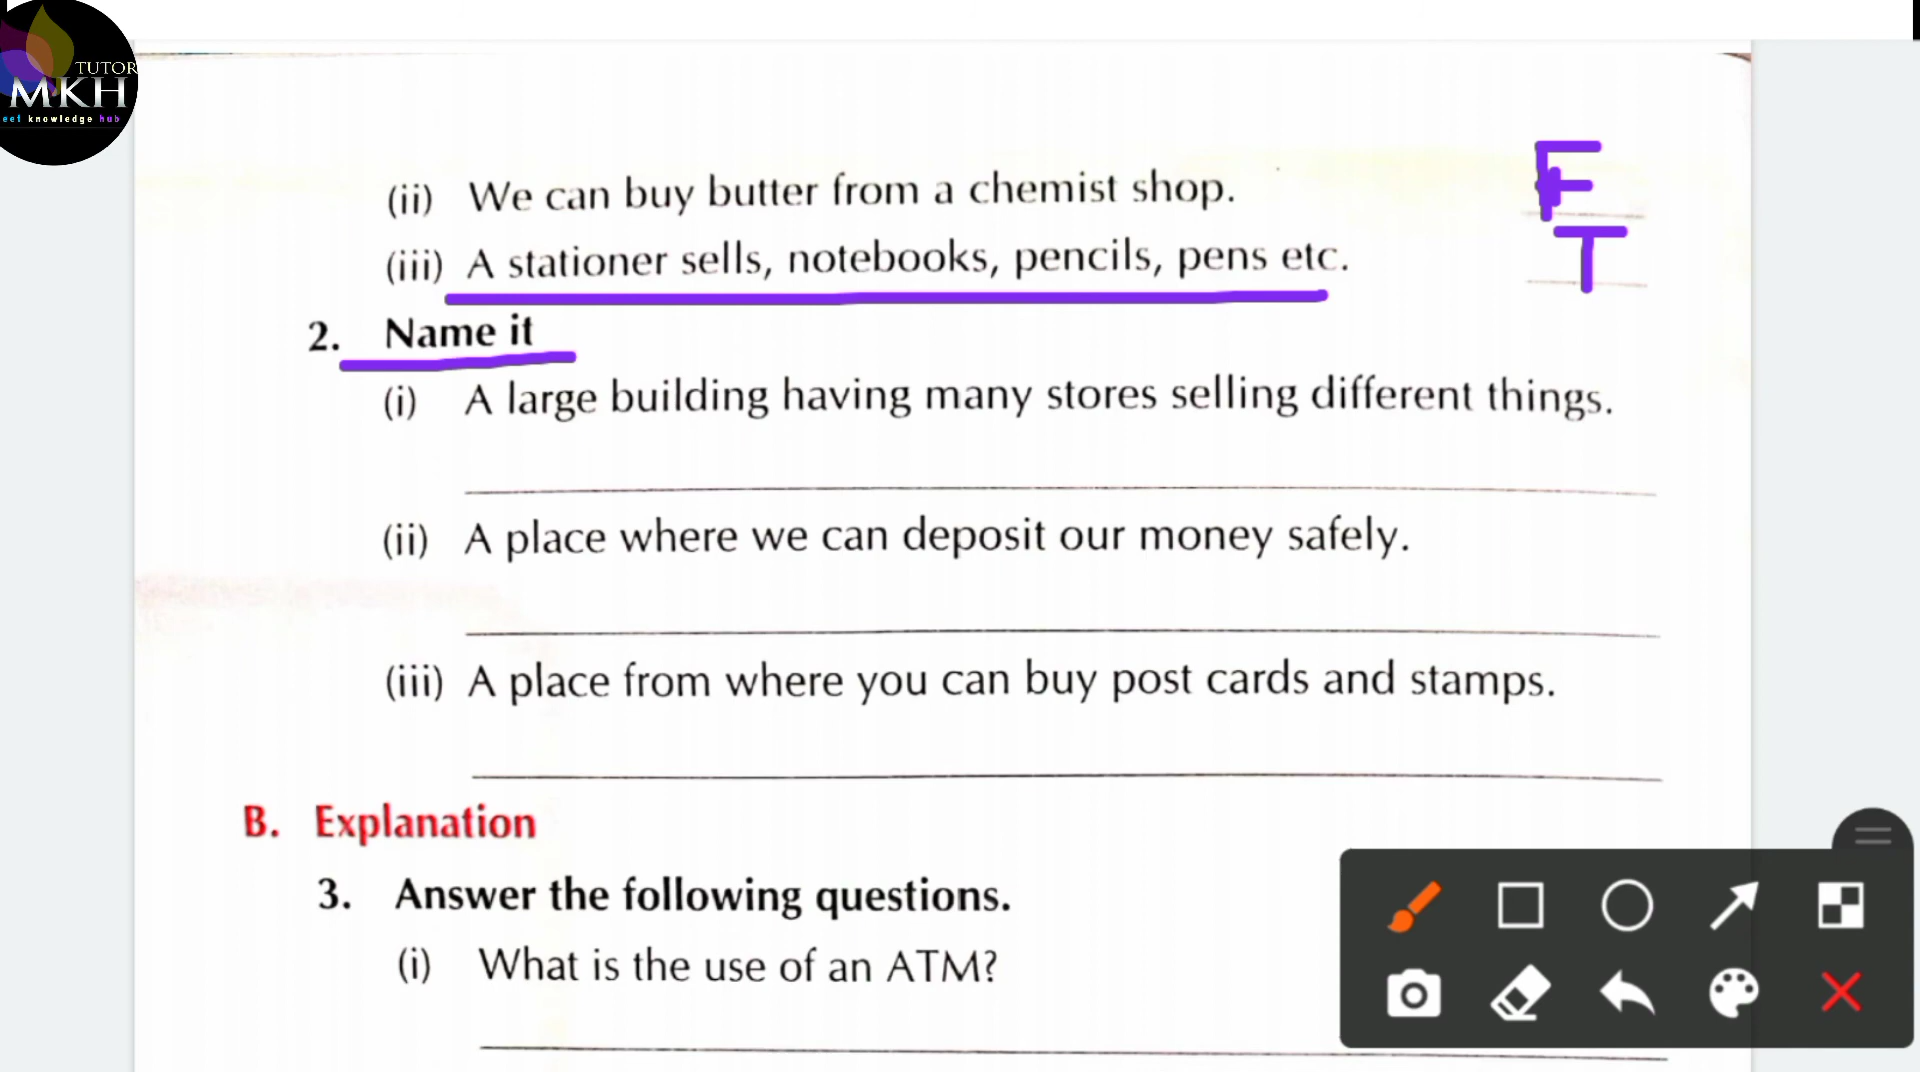 TUTOR
MKH
eet knowledge hub
(ii) We can buy butter from a chemist shop. F
(iii) A stationer sells, notebooks, pencils, pens etc. T
2. Name it
(i) A large building having many stores selling different things.
(ii) A place where we can deposit our money safely.
(iii) A place from where you can buy post cards and stamps.
B. Explanation
3. Answer the following questions.
(i) What is the use of an ATM?